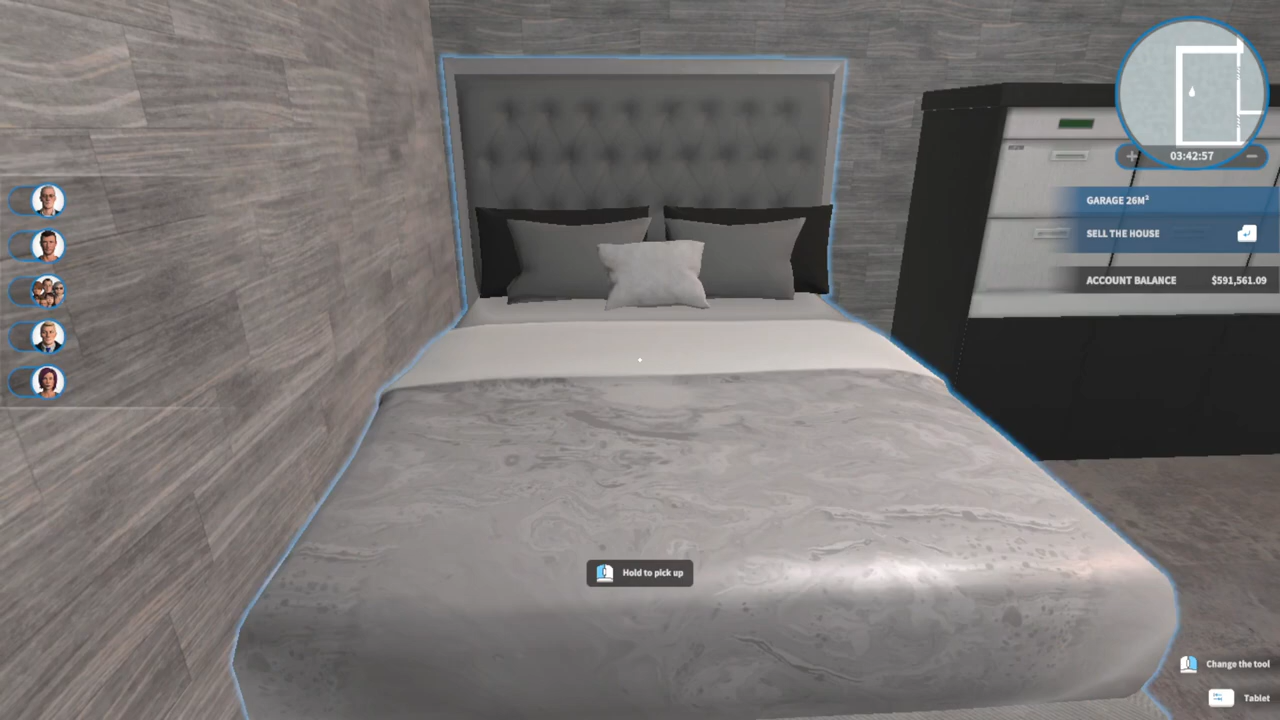 03:42:57
GARAGE 26M²
SELL THE HOUSE
ACCOUNT BALANCE $591,561.09
Hold to pick up
Change the tool
Tablet